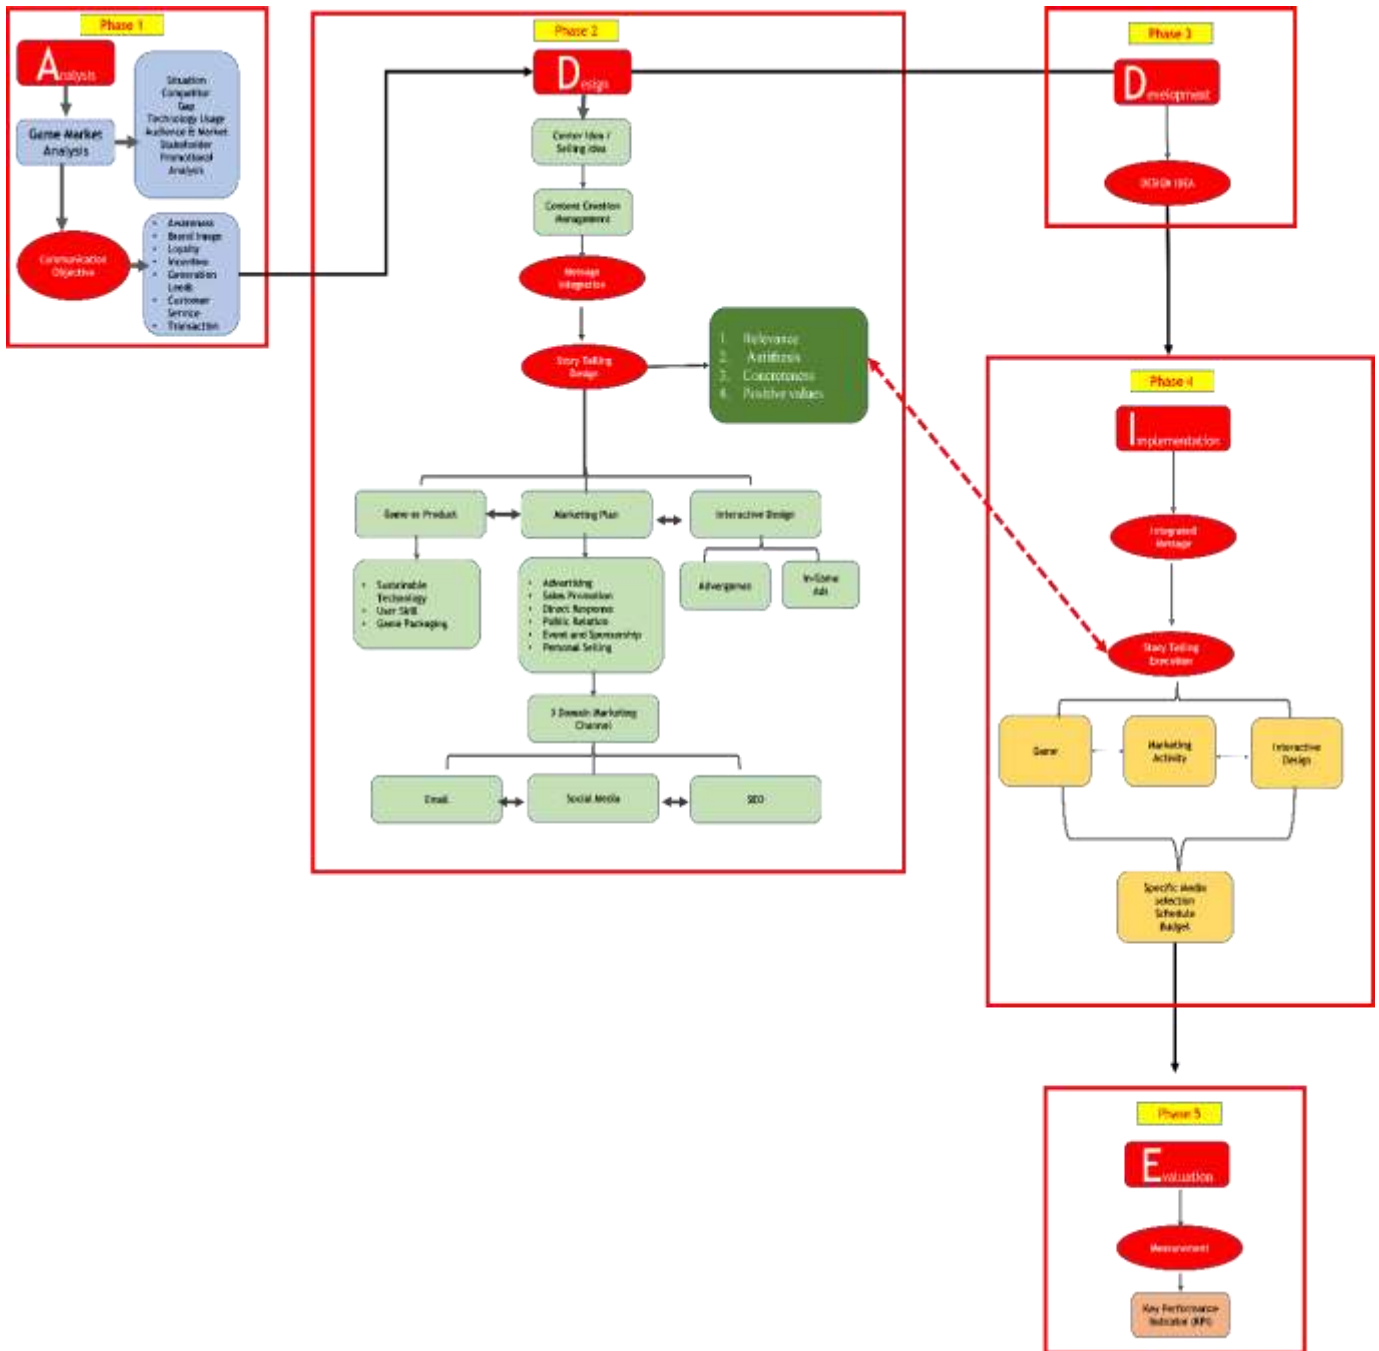 Phase 1
Analysis
Game Market
Analysis
Situation
Competitor
Gap
Technology Usage
Audience & Market
Stakeholder
Promotional
Analysis
Communication
Objective
• Awareness
• Brand Image
• Loyalty
• Incentive
• Generation
Leads
• Customer
Service
• Transaction
Phase 2
Design
Center Idea /
Selling Idea
Content Creation
Management
Message
Integration
Story Telling
Design
1. Relevance
2. Antithesis
3. Concreteness
4. Positive values
Game as Product
Marketing Plan
Interactive Design
• Sustainable
Technology
• User Skill
• Game Packaging
• Advertising
• Sales Promotion
• Direct Response
• Public Relation
• Event and Sponsorship
• Personal Selling
Advergames
In-Game
Ads
3 Domain Marketing
Channel
Email
Social Media
SEO
Phase 3
Development
DESIGN IDEA
Phase 4
Implementation
Integrated
Message
Story Telling
Execution
Game
Marketing
Activity
Interactive
Design
Specific Media
selection
Schedule
Budget
Phase 5
Evaluation
Measurement
Key Performance
Indicator (KPI)